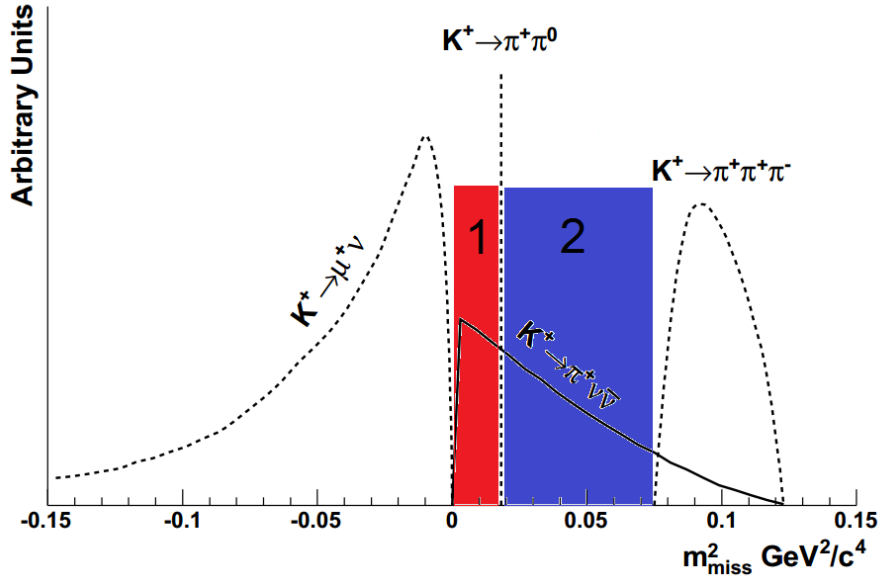 Arbitrary Units
K⁺→π⁺π⁰
K⁺→π⁺π⁺π⁻
K⁺→μ⁺ν
1
2
K⁺→π⁺νν̅
-0.15 -0.1 -0.05 0 0.05 0.1 0.15
m²miss GeV²/c⁴